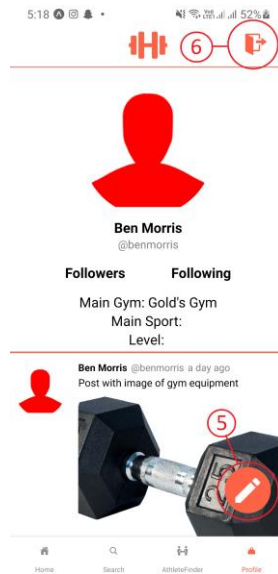 5:18 52%
6
Ben Morris
@benmorris
Followers Following
Main Gym: Gold's Gym
Main Sport:
Level:
Ben Morris @benmorris a day ago
Post with image of gym equipment
5
Home Search AthleteFinder Profile